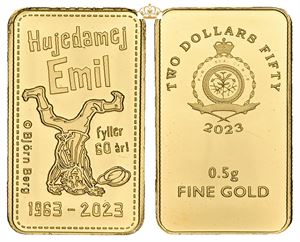 Hujedamej
Emil
fyller
60 år!
© Björn Berg
1963 - 2023
TWO DOLLARS FIFTY
2023
0.5g
FINE GOLD